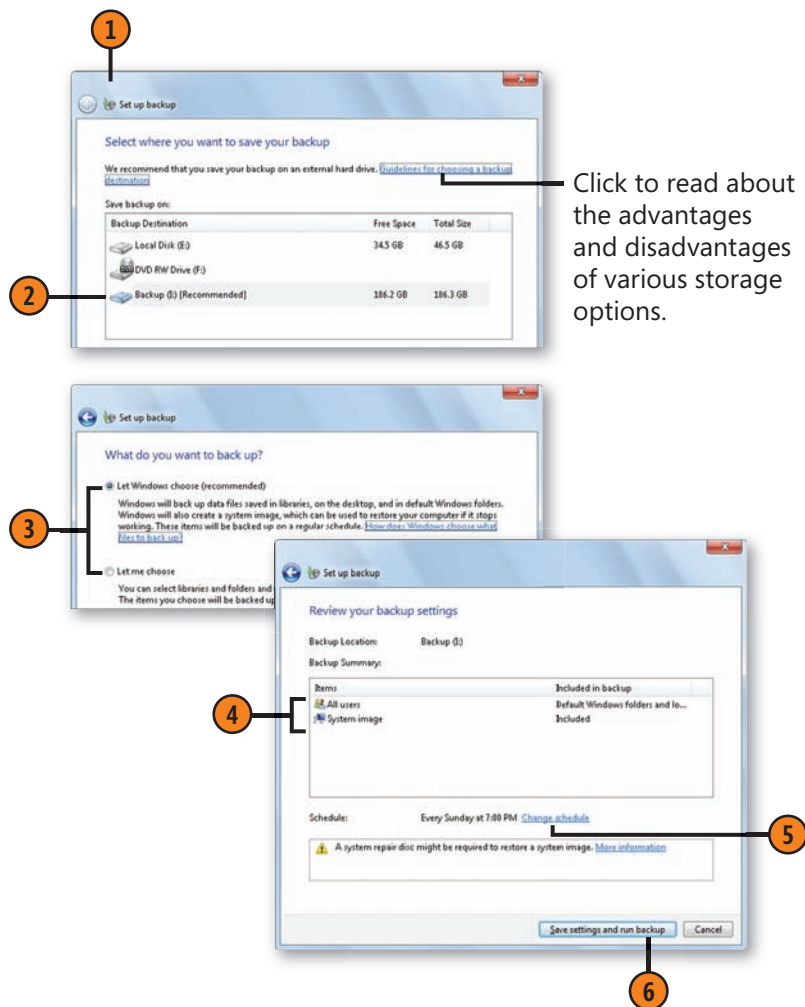 1
Set up backup
Select where you want to save your backup
We recommend that you save your backup on an external hard drive. Guidelines for choosing a backup
destination
Save backup on:
Backup Destination Free Space Total Size
Local Disk (E:) 34.5 GB 46.5 GB
DVD RW Drive (F:)
2
Backup (I:) [Recommended] 186.2 GB 186.3 GB
Click to read about
the advantages
and disadvantages
of various storage
options.
Set up backup
What do you want to back up?
3
Let Windows choose (recommended)
Windows will back up data files saved in libraries, on the desktop, and in default Windows folders.
Windows will also create a system image, which can be used to restore your computer if it stops
working. These items will be backed up on a regular schedule. How does Windows choose what
files to back up?
Let me choose
You can select libraries and folders and
The items you choose will be backed up
Set up backup
Review your backup settings
Backup Location: Backup (I:)
Backup Summary:
Items Included in backup
4
All users Default Windows folders and lo...
System image Included
Schedule: Every Sunday at 7:00 PM Change schedule
5
A system repair disc might be required to restore a system image. More information
Save settings and run backup Cancel
6